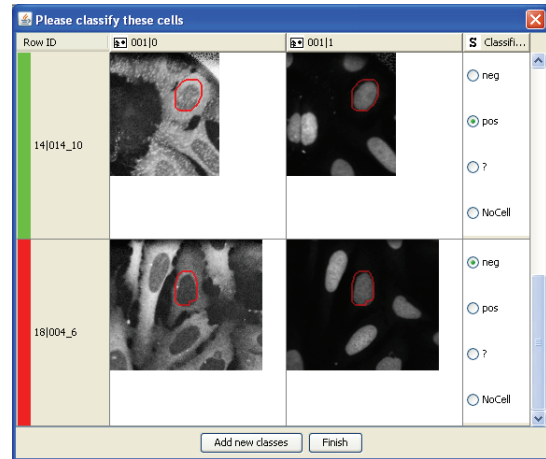 Please classify these cells
Row ID
001|0
001|1
S Classifi...
14|014_10
neg
pos
?
NoCell
18|004_6
neg
pos
?
NoCell
Add new classes
Finish